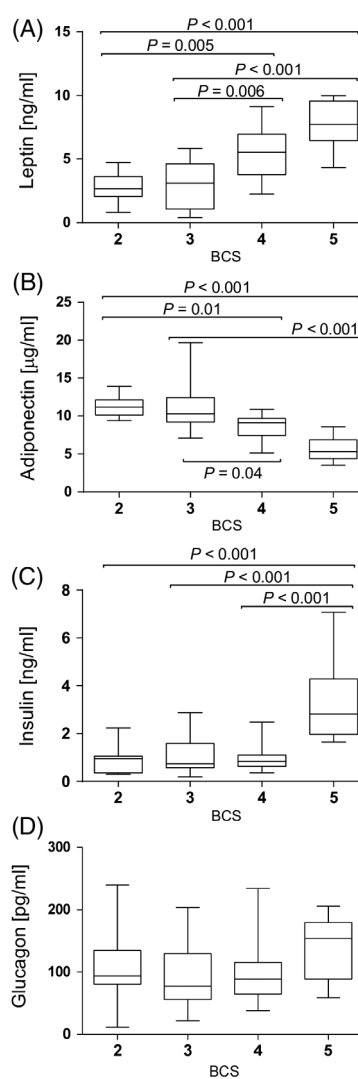 (A)
P < 0.001
P = 0.005
P < 0.001
P = 0.006
15
10
5
0
Leptin [ng/ml]
2 3 4 5
BCS
(B)
P < 0.001
P = 0.01
P < 0.001
P = 0.04
25
20
15
10
5
0
Adiponectin [μg/ml]
2 3 4 5
BCS
(C)
P < 0.001
P < 0.001
P < 0.001
8
6
4
2
0
Insulin [ng/ml]
2 3 4 5
BCS
(D)
300
200
100
0
Glucagon [pg/ml]
2 3 4 5
BCS